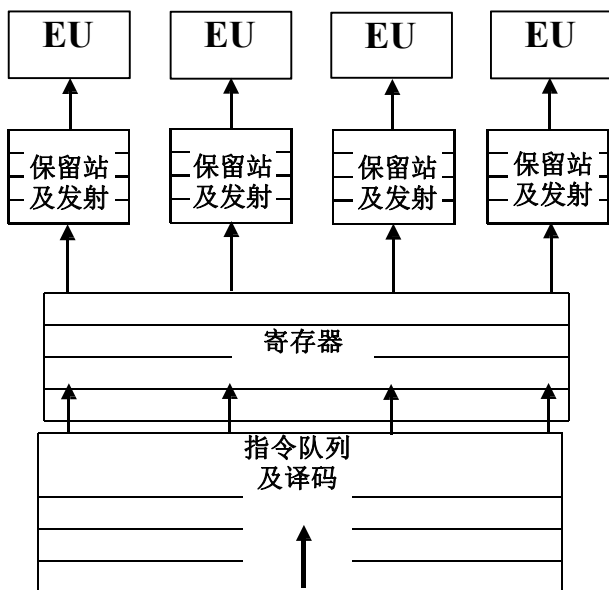 EU EU EU EU
保留站 保留站 保留站 保留站
及发射 及发射 及发射 及发射
寄存器
指令队列
及译码